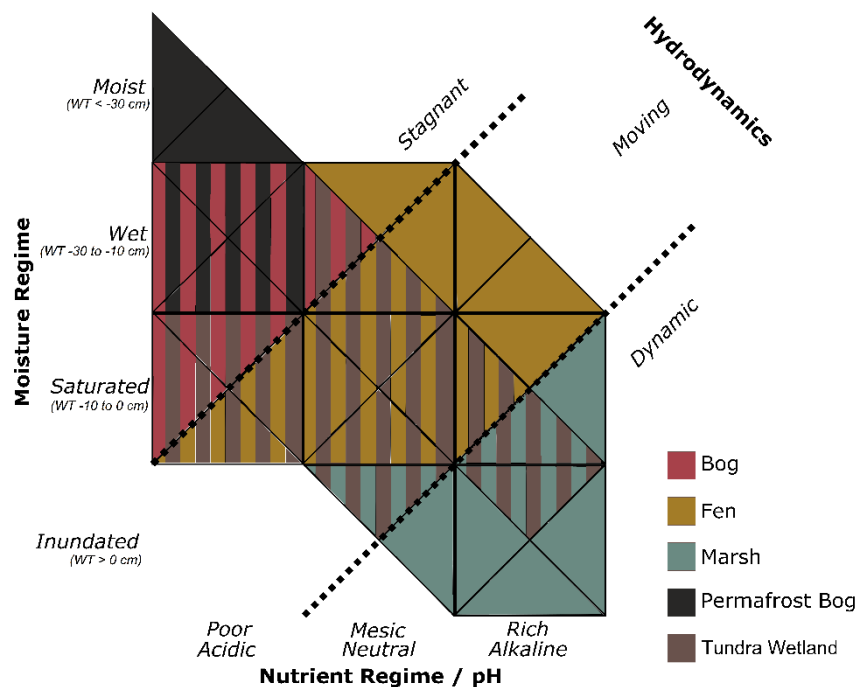 Hydrodynamics
Stagnant
Moving
Dynamic
Moisture Regime
Moist
(WT < -30 cm)
Wet
(WT -30 to -10 cm)
Saturated
(WT -10 to 0 cm)
Inundated
(WT > 0 cm)
Bog
Fen
Marsh
Permafrost Bog
Tundra Wetland
Poor
Acidic
Mesic
Neutral
Rich
Alkaline
Nutrient Regime / pH